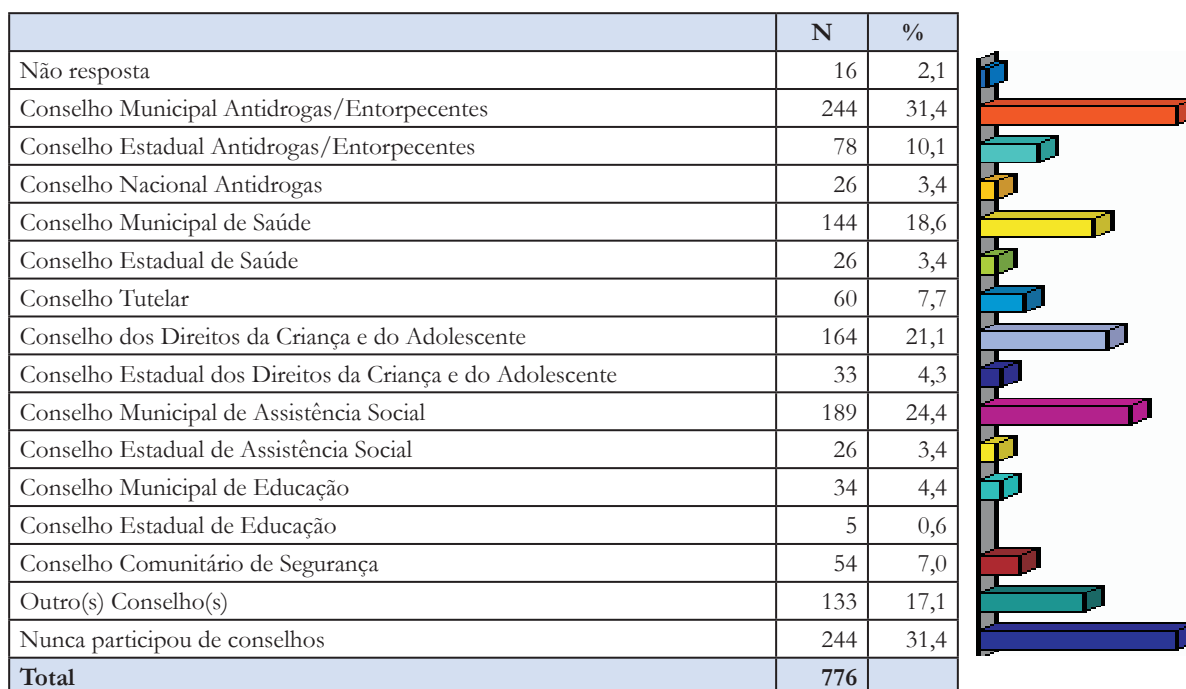 N %
Não resposta 16 2,1
Conselho Municipal Antidrogas/Entorpecentes 244 31,4
Conselho Estadual Antidrogas/Entorpecentes 78 10,1
Conselho Nacional Antidrogas 26 3,4
Conselho Municipal de Saúde 144 18,6
Conselho Estadual de Saúde 26 3,4
Conselho Tutelar 60 7,7
Conselho dos Direitos da Criança e do Adolescente 164 21,1
Conselho Estadual dos Direitos da Criança e do Adolescente 33 4,3
Conselho Municipal de Assistência Social 189 24,4
Conselho Estadual de Assistência Social 26 3,4
Conselho Municipal de Educação 34 4,4
Conselho Estadual de Educação 5 0,6
Conselho Comunitário de Segurança 54 7,0
Outro(s) Conselho(s) 133 17,1
Nunca participou de conselhos 244 31,4
Total 776